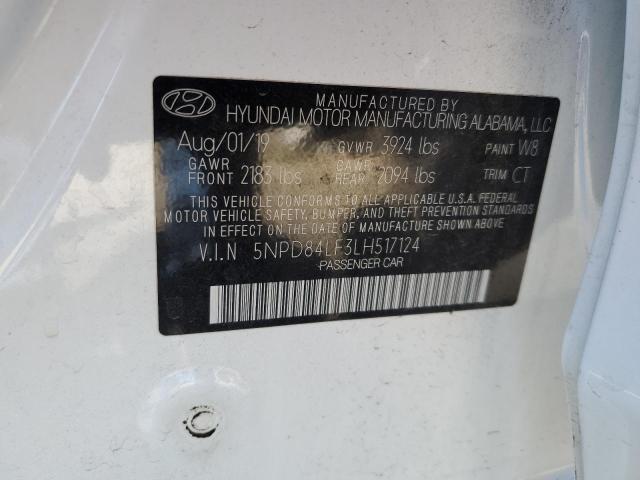 MANUFACTURED BY
HYUNDAI MOTOR MANUFACTURING ALABAMA, LLC
Aug/01/19 GVWR 3924 lbs PAINT W8
GAWR FRONT 2183 lbs GAWR REAR 2094 lbs TRIM CT
THIS VEHICLE CONFORMS TO ALL APPLICABLE U.S.A. FEDERAL
MOTOR VEHICLE SAFETY, BUMPER, AND THEFT PREVENTION
STANDARDS IN EFFECT ON THE DATE OF MANUFACTURE SHOWN ABOVE
V.I.N 5NPD84LF3LH517124
PASSENGER CAR